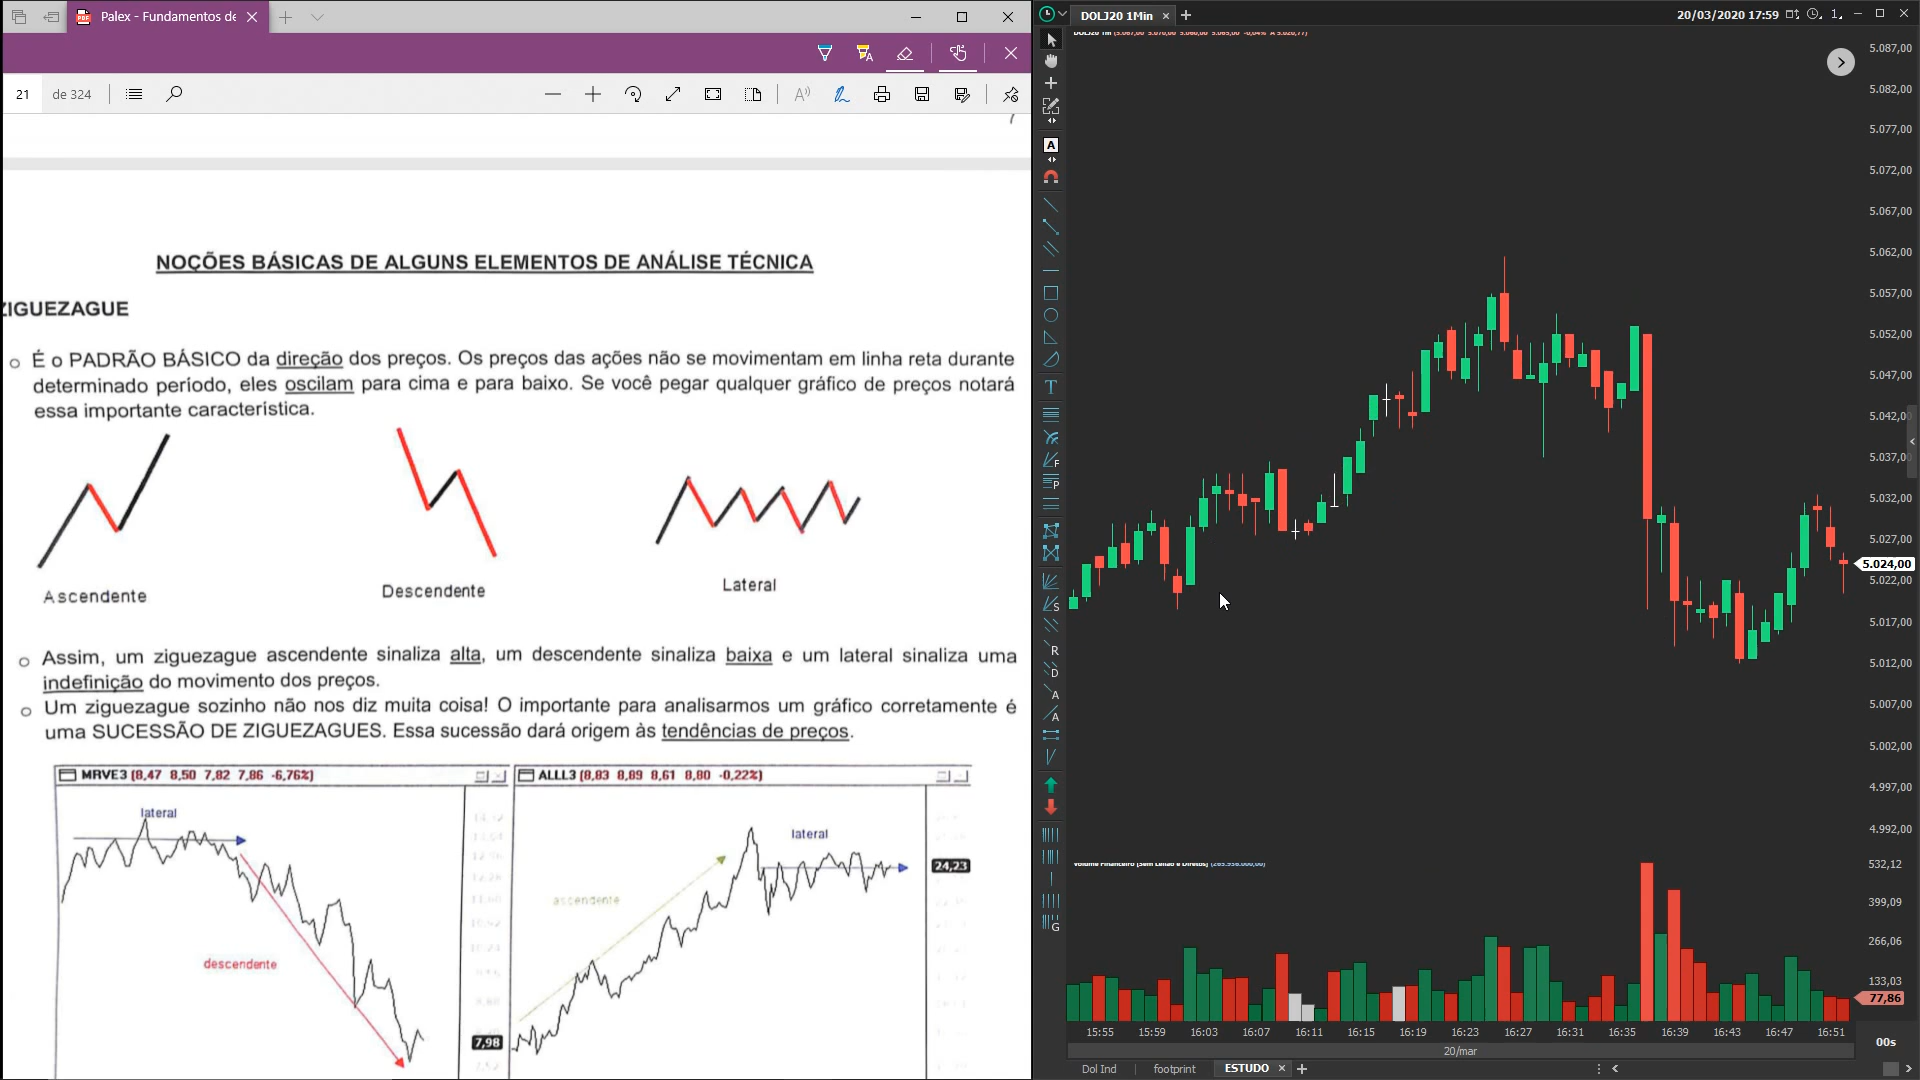 Palex - Fundamentos de
21 de 324
NOÇÕES BÁSICAS DE ALGUNS ELEMENTOS DE ANÁLISE TÉCNICA
ZIGUEZAGUE
o É o PADRÃO BÁSICO da direção dos preços. Os preços das ações não se movimentam em linha reta durante
determinado período, eles oscilam para cima e para baixo. Se você pegar qualquer gráfico de preços notará
essa importante característica.
Ascendente
Descendente
Lateral
o Assim, um ziguezague ascendente sinaliza alta, um descendente sinaliza baixa e um lateral sinaliza uma
indefinição do movimento dos preços.
o Um ziguezague sozinho não nos diz muita coisa! O importante para analisarmos um gráfico corretamente é
uma SUCESSÃO DE ZIGUEZAGUES. Essa sucessão dará origem às tendências de preços.
MRVE3 (8,47 8,50 7,82 7,86 -6,76%)
lateral
descendente
7,98
ALLL3 (8,83 8,89 8,61 8,80 -0,22%)
ascendente
lateral
24,23
DOLJ20 1Min
20/03/2020 17:59
1
5.087,00
5.082,00
5.077,00
5.072,00
5.067,00
5.062,00
5.057,00
5.052,00
5.047,00
5.042,00
5.037,00
5.032,00
5.027,00
5.024,00
5.022,00
5.017,00
5.012,00
5.007,00
5.002,00
4.997,00
4.992,00
532,12
399,09
266,06
133,03
77,86
15:55 15:59 16:03 16:07 16:11 16:15 16:19 16:23 16:27 16:31 16:35 16:39 16:43 16:47 16:51
00s
20/mar
Dol Ind footprint ESTUDO